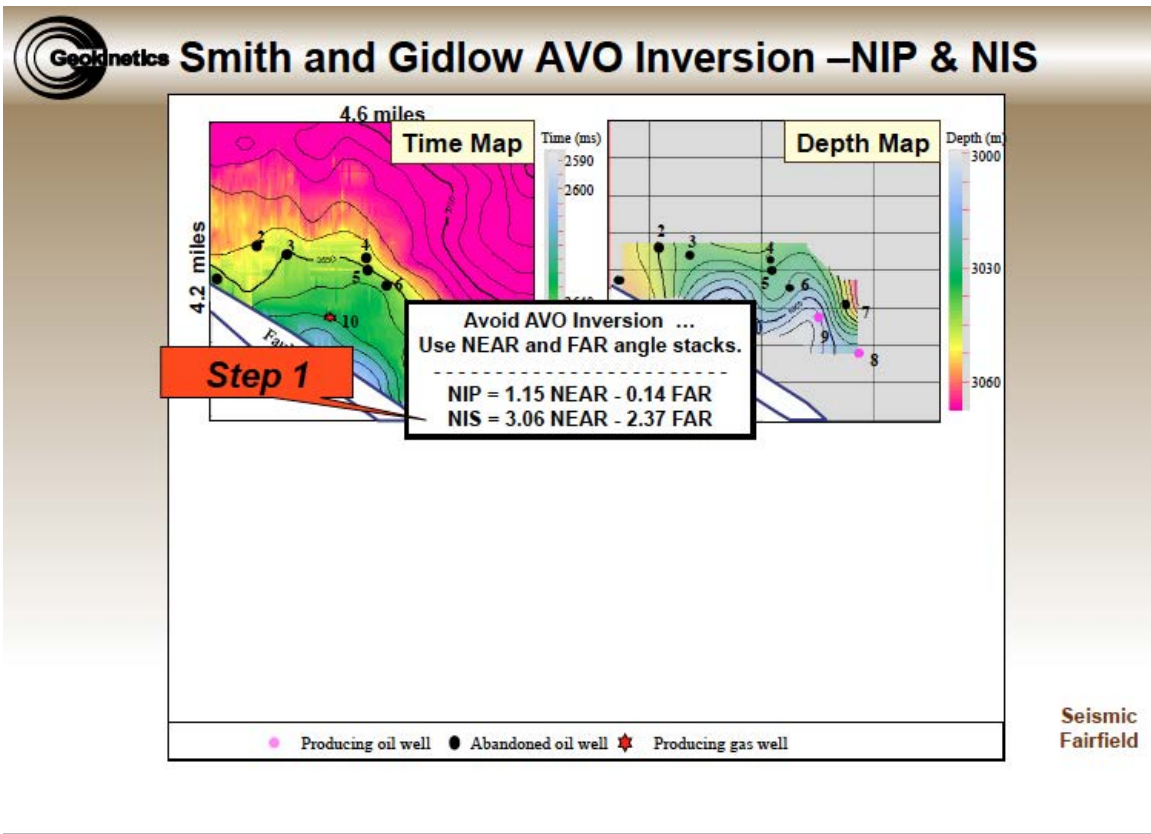 Geokinetics
Smith and Gidlow AVO Inversion –NIP & NIS
4.6 miles
4.2 miles
Time Map
Time (ms)
2590
2600
2
3
4
5
6
10
2650
Depth Map
Depth (m)
3000
3030
3060
2
3
4
5
6
7
8
9
Step 1
Avoid AVO Inversion ...
Use NEAR and FAR angle stacks.
- - - - - - - - - - - - - - - - - - - - - - - - -
NIP = 1.15 NEAR - 0.14 FAR
NIS = 3.06 NEAR - 2.37 FAR
Producing oil well
Abandoned oil well
Producing gas well
Seismic
Fairfield